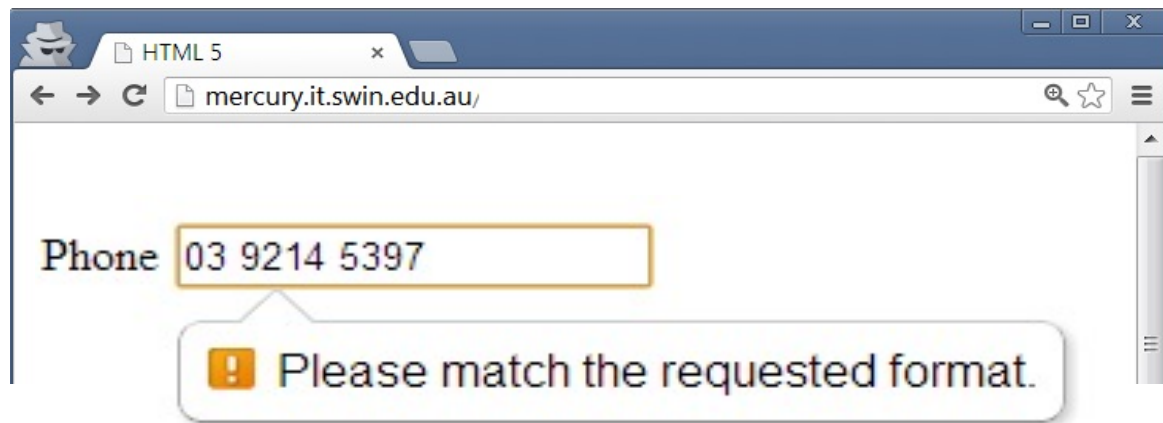 HTML 5
mercury.it.swin.edu.au/
Phone 03 9214 5397
Please match the requested format.